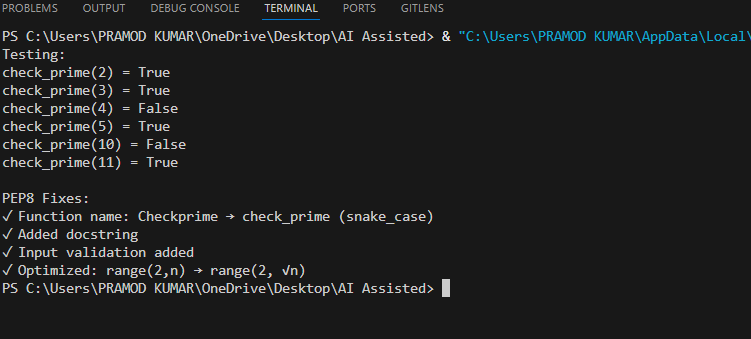 PROBLEMS OUTPUT DEBUG CONSOLE TERMINAL PORTS GITLENS
PS C:\Users\PRAMOD KUMAR\OneDrive\Desktop\AI Assisted> & "C:\Users\PRAMOD KUMAR\AppData\Local\
Testing:
check_prime(2) = True
check_prime(3) = True
check_prime(4) = False
check_prime(5) = True
check_prime(10) = False
check_prime(11) = True
PEP8 Fixes:
✓ Function name: Checkprime → check_prime (snake_case)
✓ Added docstring
✓ Input validation added
✓ Optimized: range(2,n) → range(2, √n)
PS C:\Users\PRAMOD KUMAR\OneDrive\Desktop\AI Assisted>